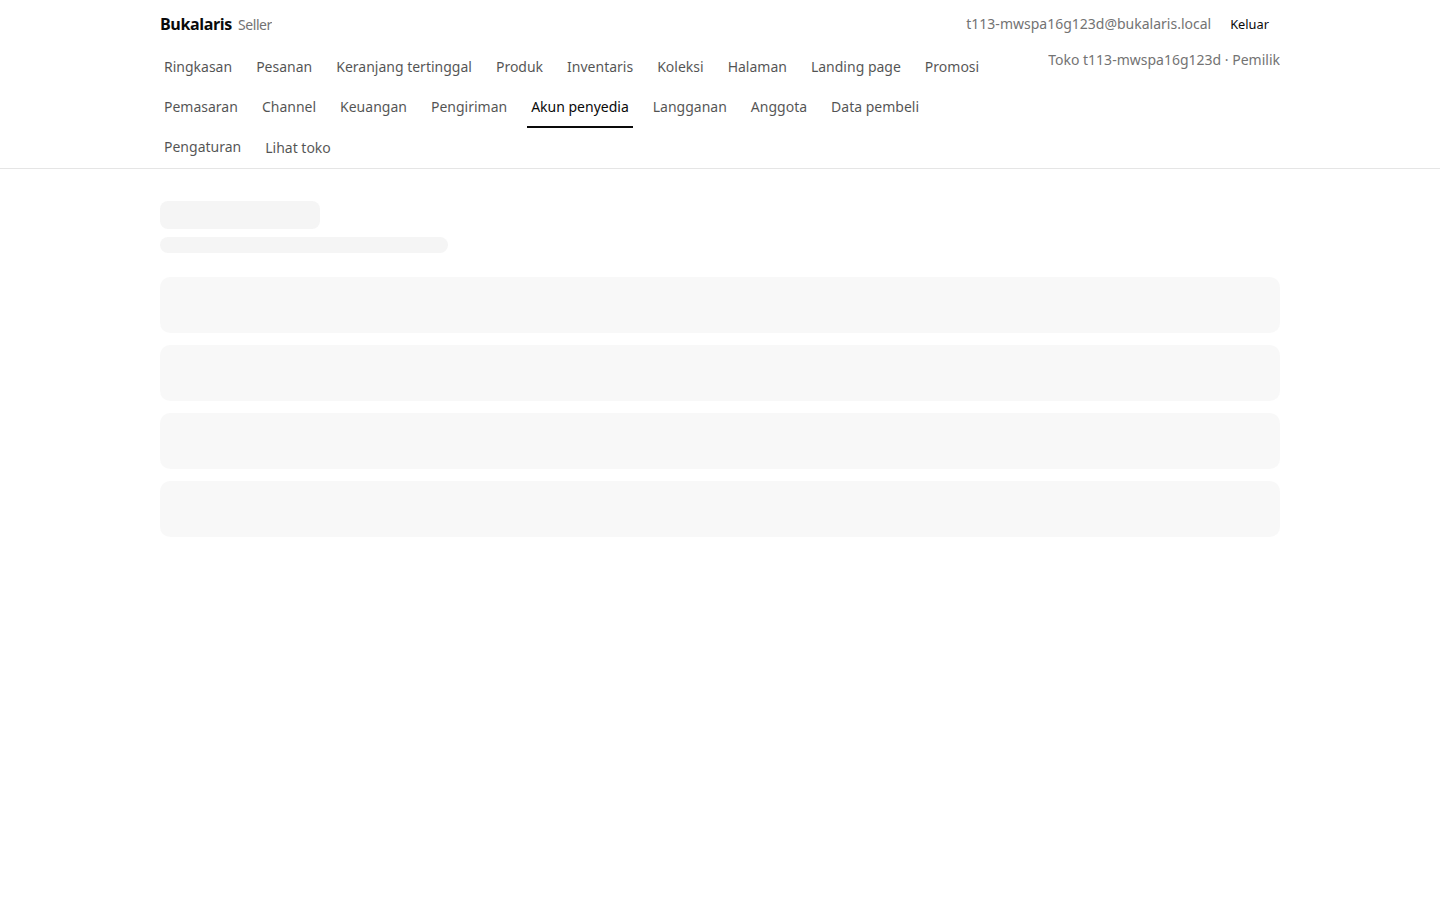 Bukalaris Seller
t113-mwspa16g123d@bukalaris.local Keluar
Ringkasan Pesanan Keranjang tertinggal Produk Inventaris Koleksi Halaman Landing page Promosi
Toko t113-mwspa16g123d · Pemilik
Pemasaran Channel Keuangan Pengiriman Akun penyedia Langganan Anggota Data pembeli
Pengaturan Lihat toko